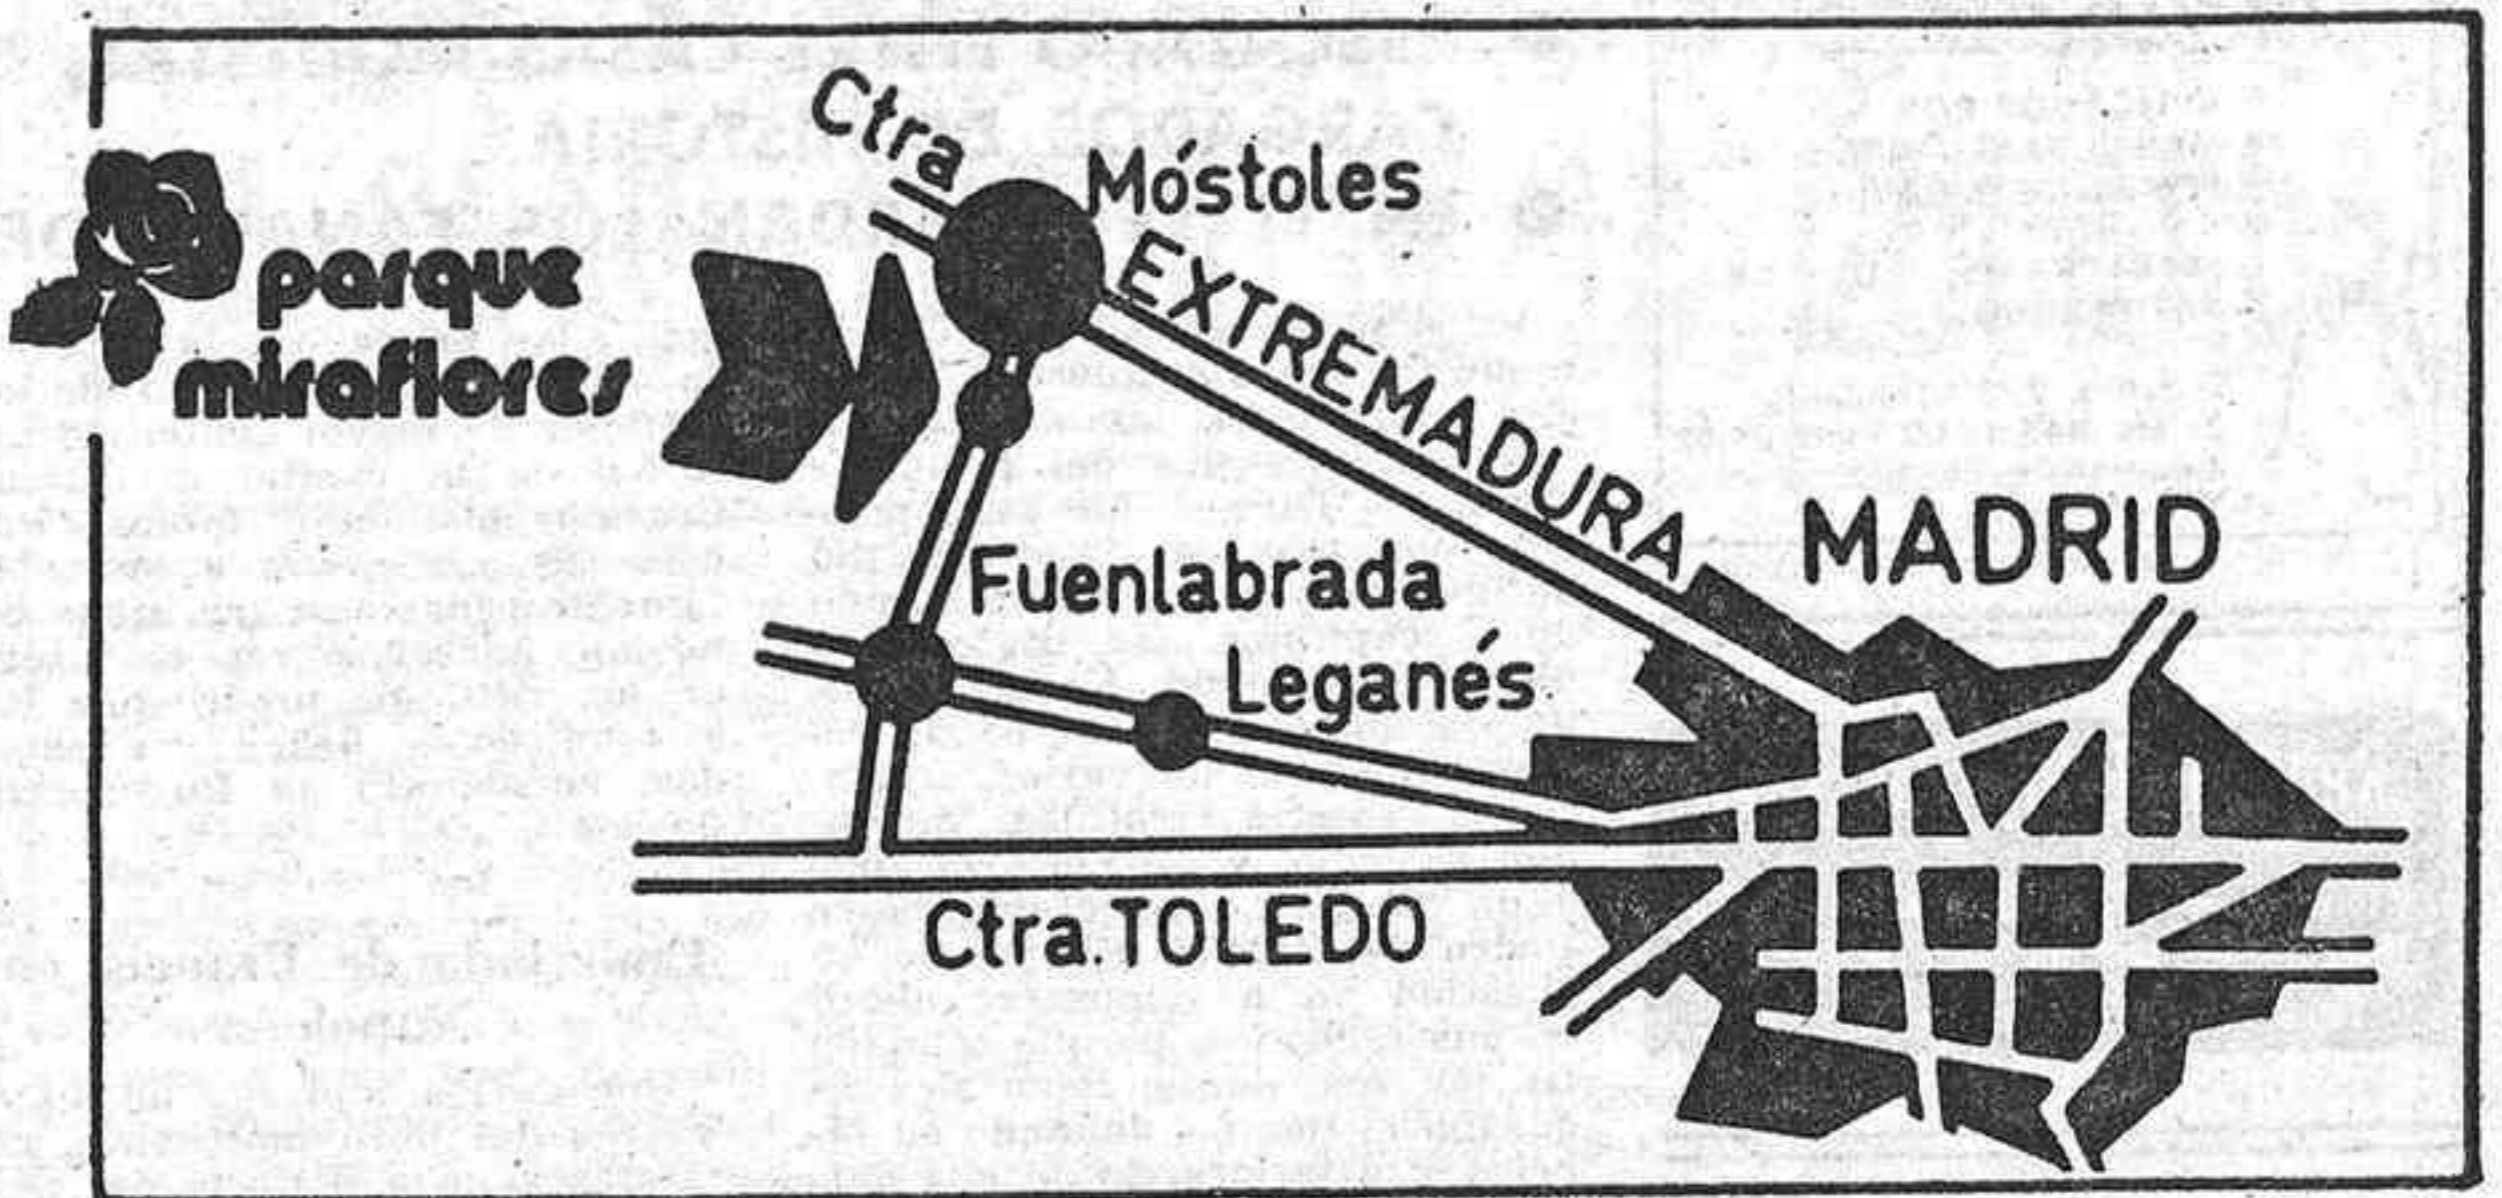 parque
miraflores
Ctra
Móstoles
EXTREMADURA
MADRID
Fuenlabrada
Leganés
Ctra. TOLEDO